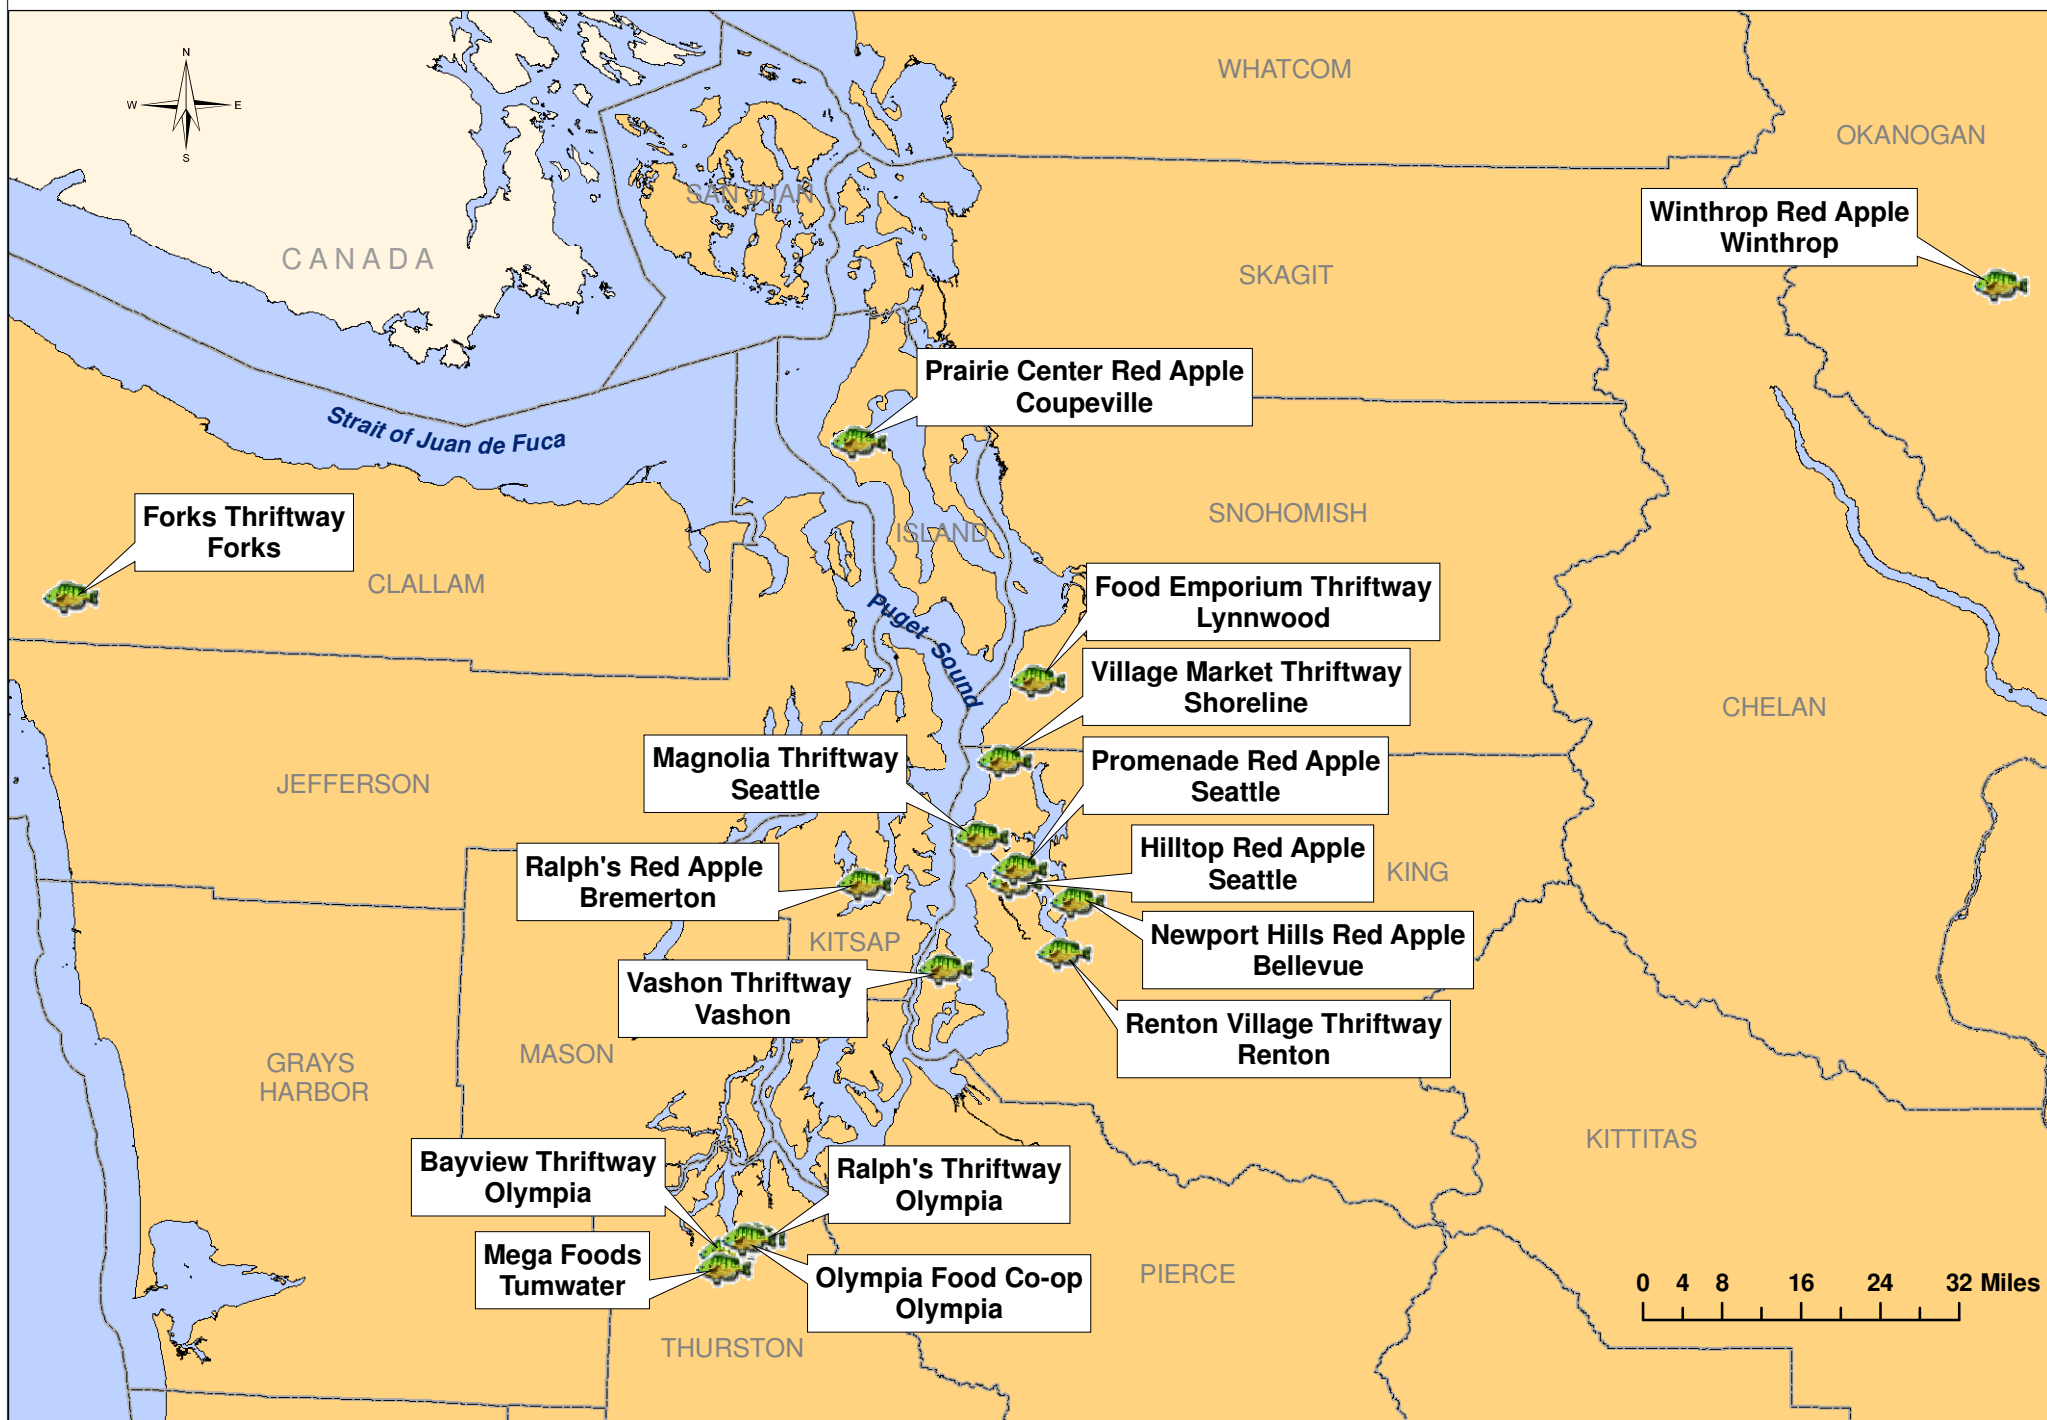 N
W
E
S
WHATCOM
OKANOGAN
SAN JUAN
CANADA
Winthrop Red Apple
Winthrop
SKAGIT
Prairie Center Red Apple
Coupeville
Strait of Juan de Fuca
Forks Thriftway
Forks
SNOHOMISH
ISLAND
CLALLAM
Food Emporium Thriftway
Lynnwood
Puget Sound
Village Market Thriftway
Shoreline
CHELAN
Magnolia Thriftway
Seattle
Promenade Red Apple
Seattle
JEFFERSON
Hilltop Red Apple
Seattle
Ralph's Red Apple
Bremerton
KING
KITSAP
Newport Hills Red Apple
Bellevue
Vashon Thriftway
Vashon
Renton Village Thriftway
Renton
MASON
GRAYS
HARBOR
KITTITAS
Bayview Thriftway
Olympia
Ralph's Thriftway
Olympia
Mega Foods
Tumwater
Olympia Food Co-op
Olympia
PIERCE
0 4 8 16 24 32 Miles
THURSTON